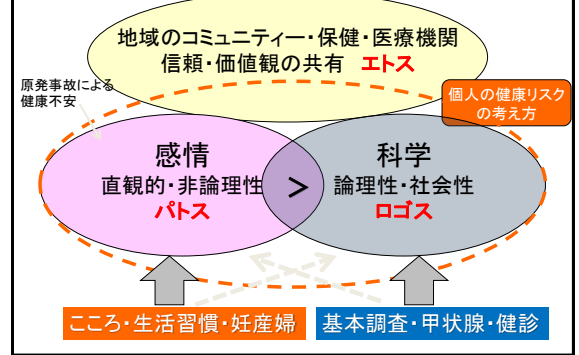 地域のコミュニティー・保健・医療機関
信頼・価値観の共有 エトス
原発事故による
健康不安
個人の健康リスク
の考え方
感情
直観的・非論理性
パトス
>
科学
論理性・社会性
ロゴス
こころ・生活習慣・妊産婦
基本調査・甲状腺・健診